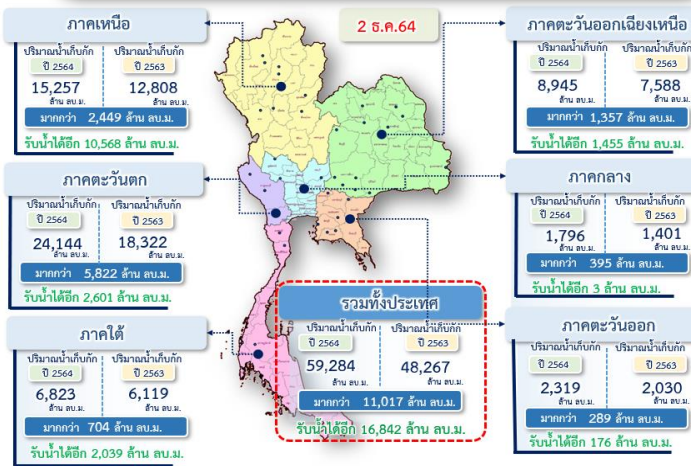 2 ธ.ค.64
ภาคเหนือ
ปริมาณน้ำเก็บกัก ปริมาณน้ำเก็บกัก
ปี 2564 ปี 2563
15,257 12,808
ล้าน ลบ.ม. ล้าน ลบ.ม.
มากกว่า 2,449 ล้าน ลบ.ม.
รับน้ำได้อีก 10,568 ล้าน ลบ.ม.
ภาคตะวันออกเฉียงเหนือ
ปริมาณน้ำเก็บกัก ปริมาณน้ำเก็บกัก
ปี 2564 ปี 2563
8,945 7,588
ล้าน ลบ.ม. ล้าน ลบ.ม.
มากกว่า 1,357 ล้าน ลบ.ม.
รับน้ำได้อีก 1,455 ล้าน ลบ.ม.
ภาคตะวันตก
ปริมาณน้ำเก็บกัก ปริมาณน้ำเก็บกัก
ปี 2564 ปี 2563
24,144 18,322
ล้าน ลบ.ม. ล้าน ลบ.ม.
มากกว่า 5,822 ล้าน ลบ.ม.
รับน้ำได้อีก 2,601 ล้าน ลบ.ม.
ภาคกลาง
ปริมาณน้ำเก็บกัก ปริมาณน้ำเก็บกัก
ปี 2564 ปี 2563
1,796 1,401
ล้าน ลบ.ม. ล้าน ลบ.ม.
มากกว่า 395 ล้าน ลบ.ม.
รับน้ำได้อีก 3 ล้าน ลบ.ม.
ภาคใต้
ปริมาณน้ำเก็บกัก ปริมาณน้ำเก็บกัก
ปี 2564 ปี 2563
6,823 6,119
ล้าน ลบ.ม. ล้าน ลบ.ม.
มากกว่า 704 ล้าน ลบ.ม.
รับน้ำได้อีก 2,039 ล้าน ลบ.ม.
รวมทั้งประเทศ
ปริมาณน้ำเก็บกัก ปริมาณน้ำเก็บกัก
ปี 2564 ปี 2563
59,284 48,267
ล้าน ลบ.ม. ล้าน ลบ.ม.
มากกว่า 11,017 ล้าน ลบ.ม.
รับน้ำได้อีก 16,842 ล้าน ลบ.ม.
ภาคตะวันออก
ปริมาณน้ำเก็บกัก ปริมาณน้ำเก็บกัก
ปี 2564 ปี 2563
2,319 2,030
ล้าน ลบ.ม. ล้าน ลบ.ม.
มากกว่า 289 ล้าน ลบ.ม.
รับน้ำได้อีก 176 ล้าน ลบ.ม.